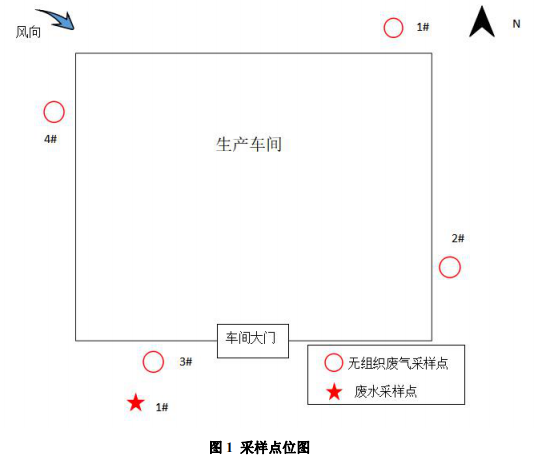 风向
1#
N
4#
生产车间
2#
车间大门
3#
无组织废气采样点
1#
废水采样点
图 1 采样点位图